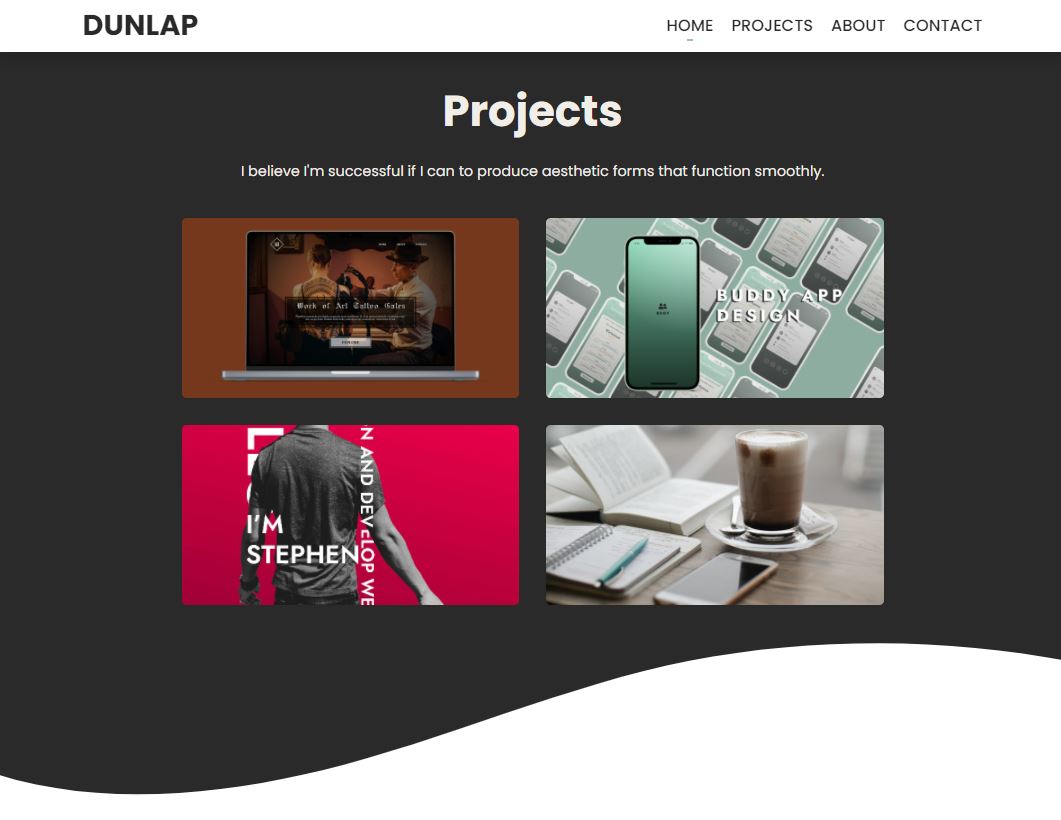 DUNLAP
HOME PROJECTS ABOUT CONTACT
Projects
I believe I'm successful if I can to produce aesthetic forms that function smoothly.
Work of Art Tattoo Gales
BUDDY APP
DESIGN
I'M
STEPHEN
N AND DEVELOP WE